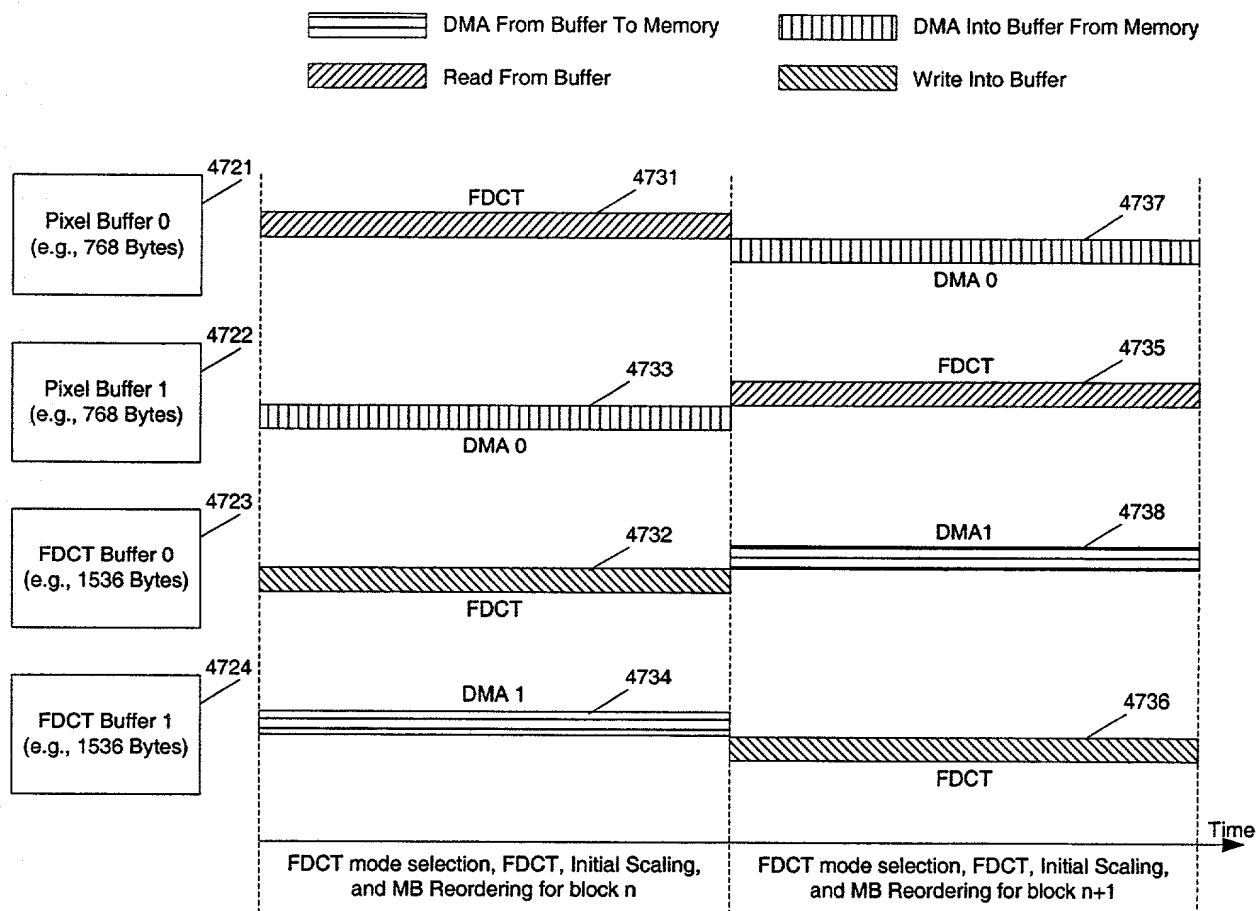 DMA From Buffer To Memory
DMA Into Buffer From Memory
Read From Buffer
Write Into Buffer
4721
Pixel Buffer 0
(e.g., 768 Bytes)
FDCT
4731
4737
DMA 0
4722
Pixel Buffer 1
(e.g., 768 Bytes)
4733
DMA 0
FDCT
4735
4723
FDCT Buffer 0
(e.g., 1536 Bytes)
4732
FDCT
DMA1
4738
4724
FDCT Buffer 1
(e.g., 1536 Bytes)
DMA 1
4734
4736
FDCT
Time
FDCT mode selection, FDCT, Initial Scaling,
and MB Reordering for block n
FDCT mode selection, FDCT, Initial Scaling,
and MB Reordering for block n+1